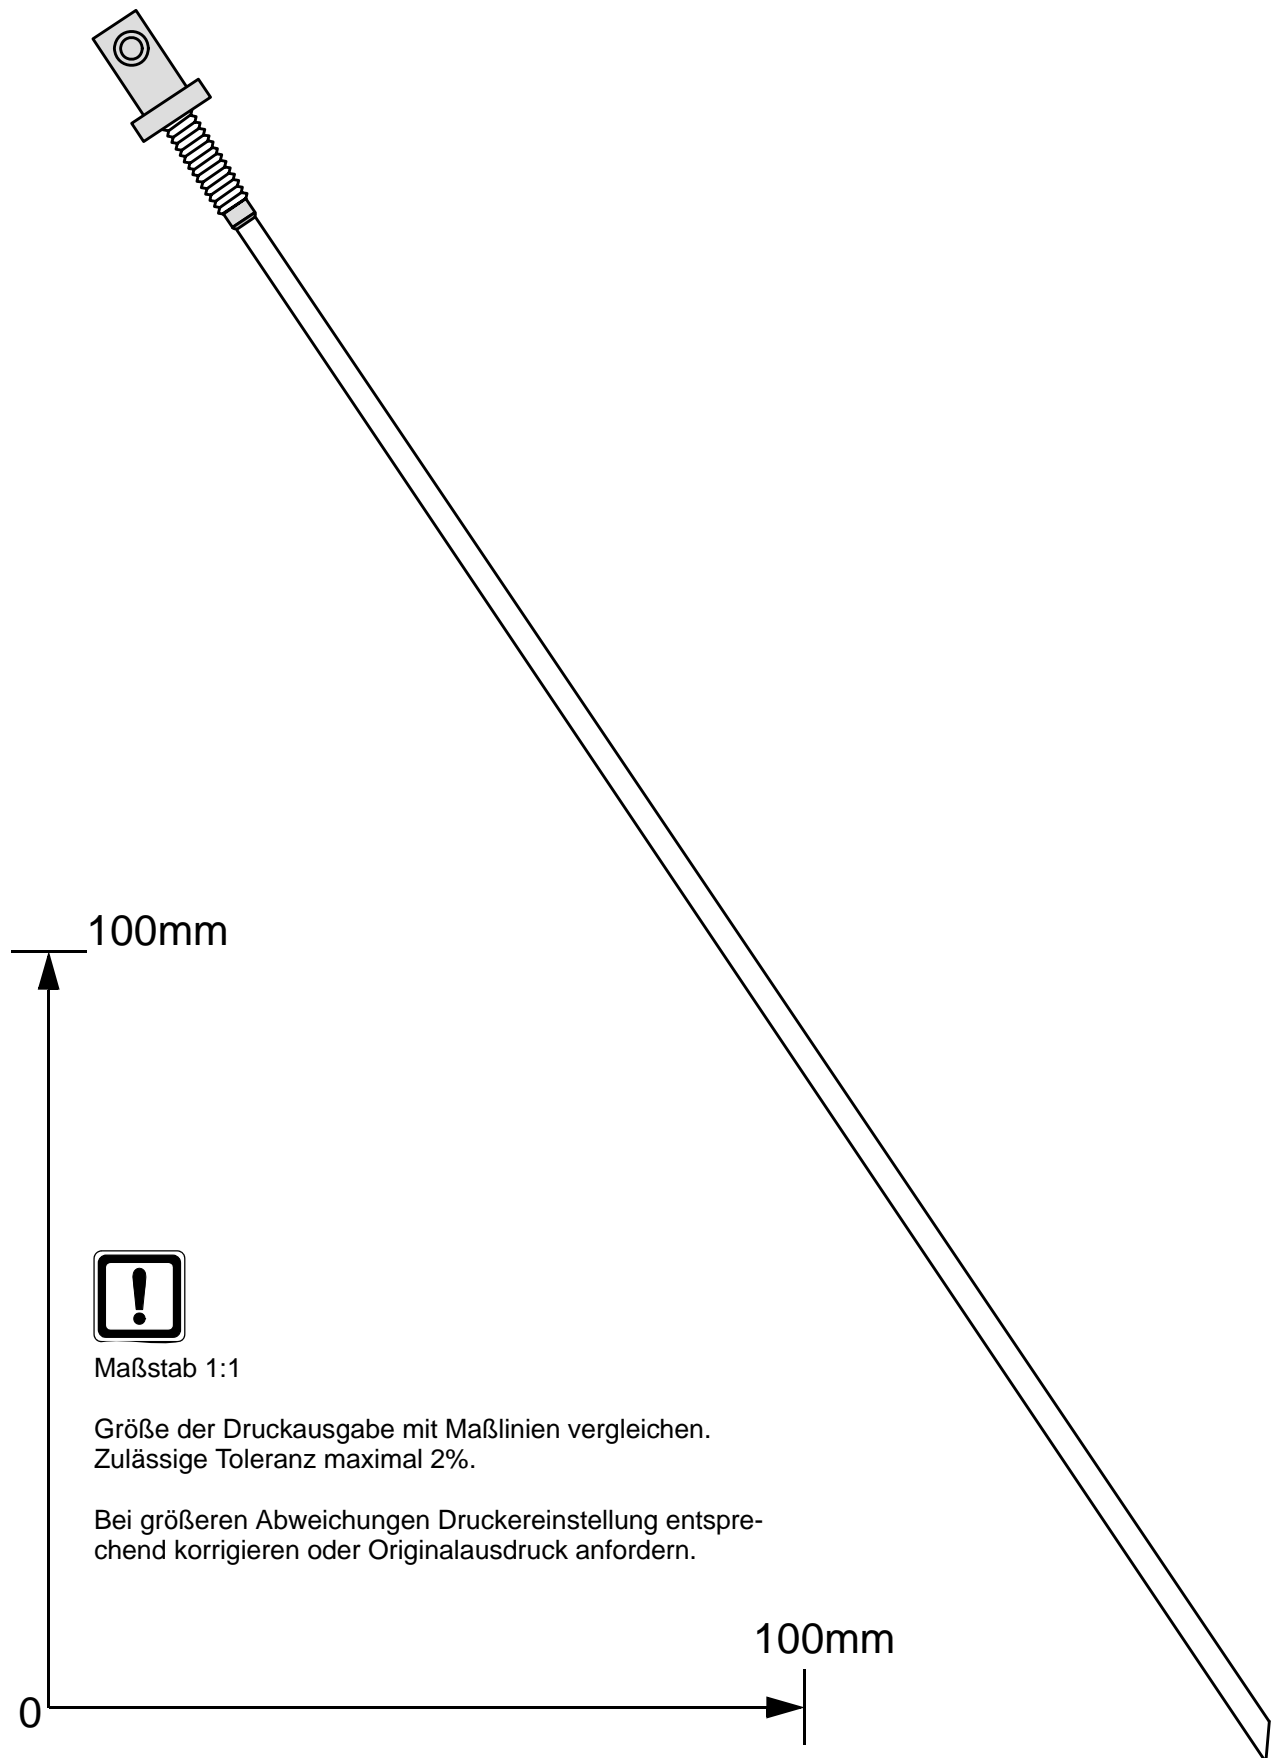 100mm
!
Maßstab 1:1
Größe der Druckausgabe mit Maßlinien vergleichen.
Zulässige Toleranz maximal 2%.
Bei größeren Abweichungen Druckereinstellung entspre-
chend korrigieren oder Originalausdruck anfordern.
100mm
0